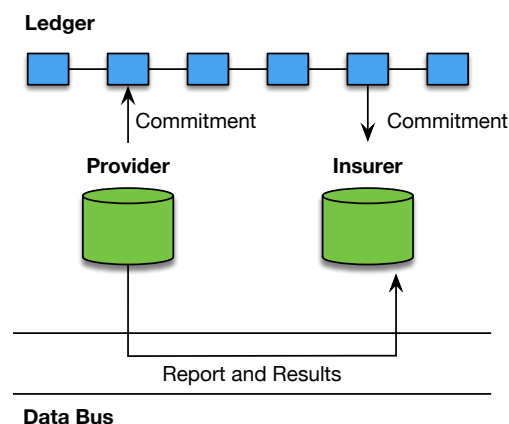 Ledger
Commitment
Commitment
Provider
Insurer
Report and Results
Data Bus